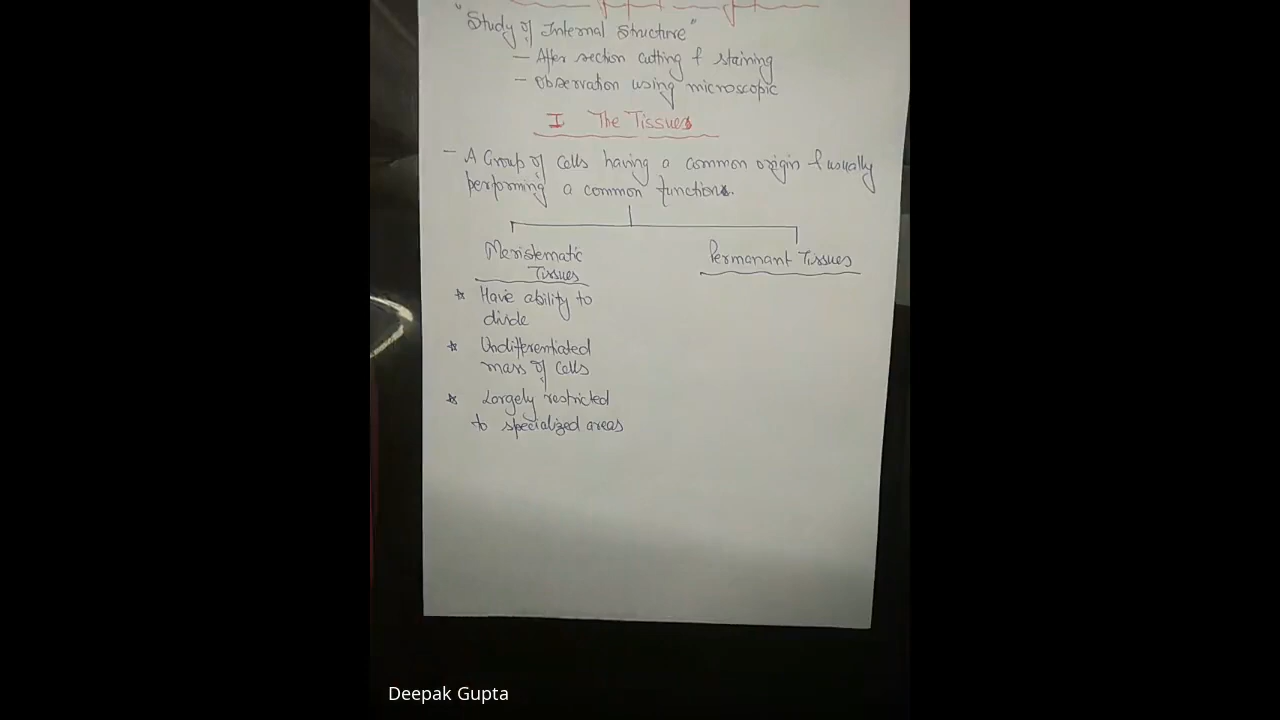 "Study of Internal Structure"
— After section cutting & staining
— Observation using microscopic
I The Tissues
— A Group of Cells having a common origin & usually
performing a common function.
Meristematic
Tissues
Permanant Tissues
* Have ability to
divide
* Undifferentiated
mass of cells
* Largely restricted
to specialized areas
Deepak Gupta